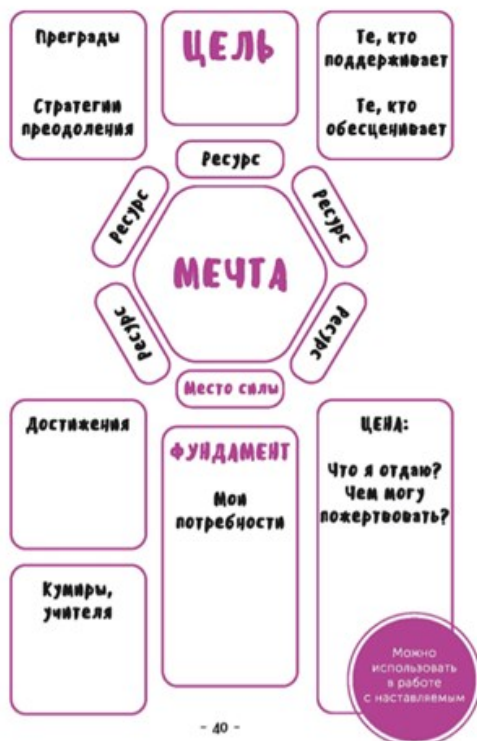 Преграды
Стратегии
преодоления
ЦЕЛЬ
Те, кто
поддерживает
Те, кто
обесценивает
Ресурс
Ресурс
Ресурс
МЕЧТА
Ресурс
Ресурс
Место силы
Достижения
ФУНДАМЕНТ
Мои
потребности
ЦЕНА:
Что я отдаю?
Чем могу
пожертвовать?
Кумиры,
учителя
Можно
использовать
в работе
с наставляемым
- 40 -